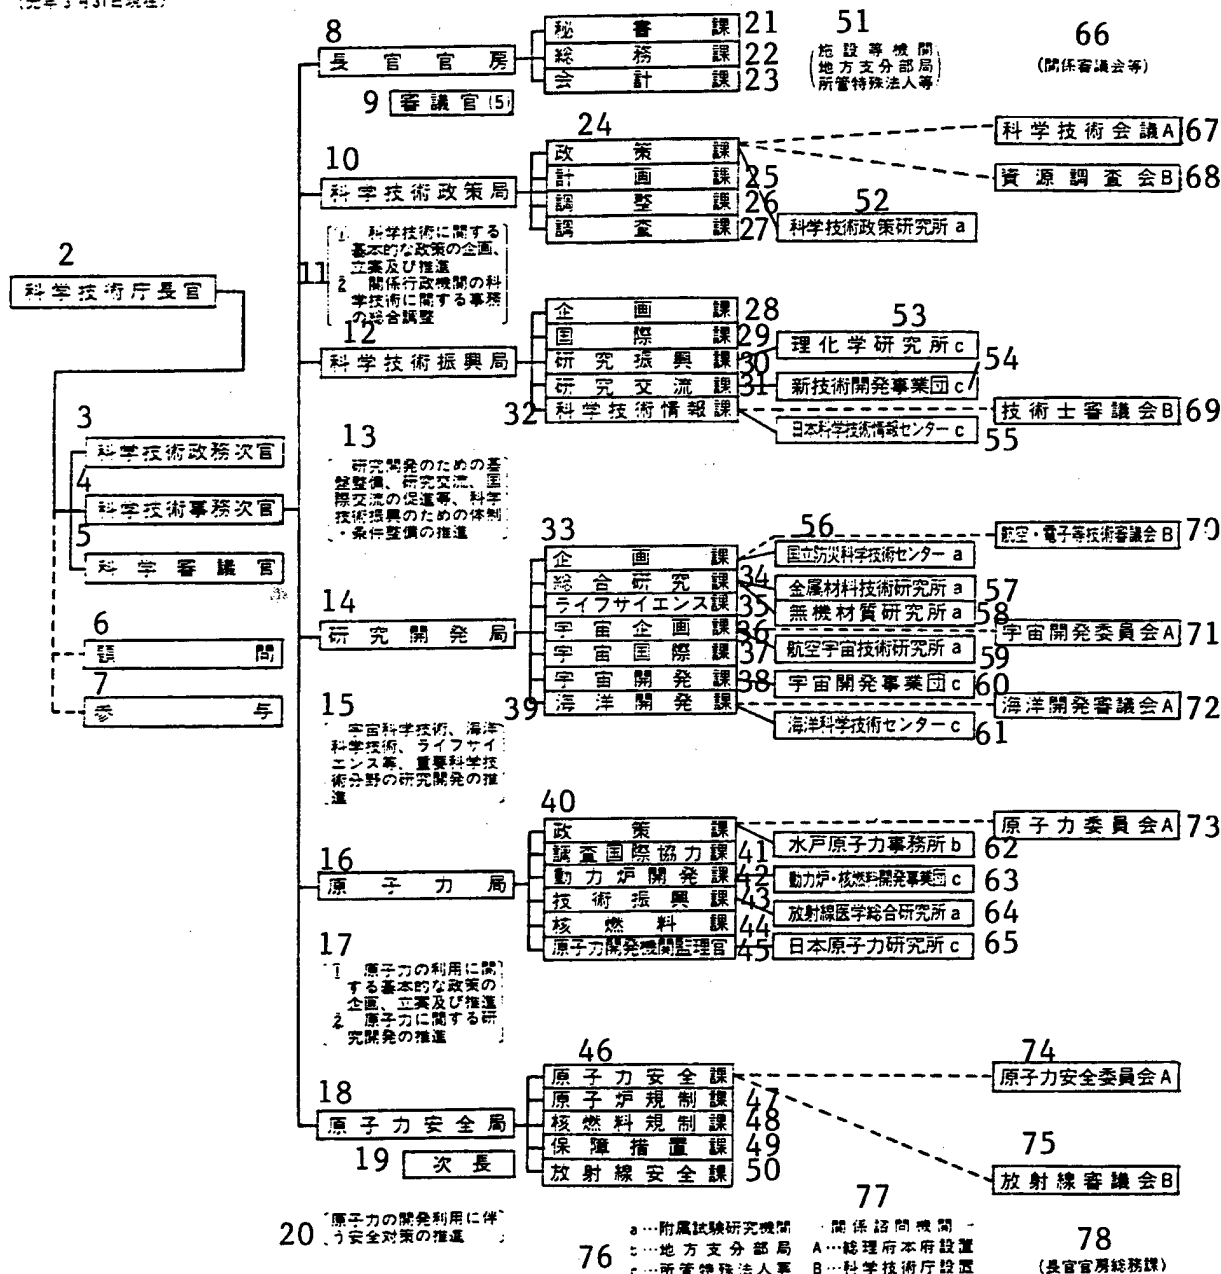 (元年3月31日現在)
2
科学技術庁長官
3
科学技術政務次官
4
科学技術事務次官
5
科学審議官
6
顧問
7
参与
8
長官官房
9 審議官(5)
10
科学技術政策局
11
1 科学技術に関する
基本的な政策の企画、
立案及び推進
2 関係行政機関の科
学技術に関する事務
の総合調整
12
科学技術振興局
13
研究開発のための基
盤整備、研究交流、国
際交流の促進等、科学
技術振興のための体制
・条件整備の推進
14
研究開発局
15
宇宙科学技術、海洋
科学技術、ライフサイ
エンス等、重要科学技
術分野の研究開発の推
進
16
原子力局
17
1 原子力の利用に関
する基本的な政策の
企画、立案及び推進
2 原子力に関する研
究開発の推進
18
原子力安全局
19 次長
20
原子力の開発利用に伴
う安全対策の推進
秘書課 21
総務課 22
会計課 23
24
政策課
計画課 25
調整課 26
調査課 27
企画課 28
国際課 29
研究振興課 30
研究交流課 31
32 科学技術情報課
33
企画課
総合研究課 34
ライフサイエンス課 35
宇宙企画課 36
宇宙国際課 37
宇宙開発課 38
39 海洋開発課
40
政策課
調査国際協力課 41
動力炉開発課 42
技術振興課 43
核燃料課 44
原子力開発機関監理官 45
46
原子力安全課
原子炉規制課 47
核燃料規制課 48
保障措置課 49
放射線安全課 50
51
(施設等機関
地方支分部局
所管特殊法人等)
52
科学技術政策研究所 a
53
理化学研究所 c
新技術開発事業団 c 54
日本科学技術情報センター c
55
56
国立防災科学技術センター a
金属材料技術研究所 a 57
無機材質研究所 a 58
航空宇宙技術研究所 a 59
宇宙開発事業団 c 60
海洋科学技術センター c 61
水戸原子力事務所 b 62
動力炉・核燃料開発事業団 c 63
放射線医学総合研究所 a 64
日本原子力研究所 c 65
66
(関係審議会等)
科学技術会議A 67
資源調査会B 68
技術士審議会B 69
航空・電子等技術審議会B 70
宇宙開発委員会A 71
海洋開発審議会A 72
原子力委員会A 73
74
原子力安全委員会A
75
放射線審議会B
76
a…附属試験研究機関
b…地方支分部局
c…所管特殊法人等
77
関係諮問機関
A…総理府本府設置
B…科学技術庁設置
78
(長官官房総務課)